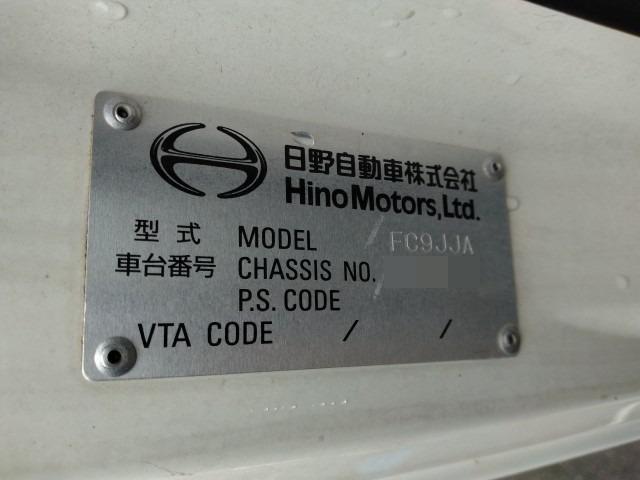 日野自動車株式会社
Hino Motors, Ltd.
型式 MODEL FC9JJA
車台番号 CHASSIS NO.
P.S. CODE
VTA CODE / /